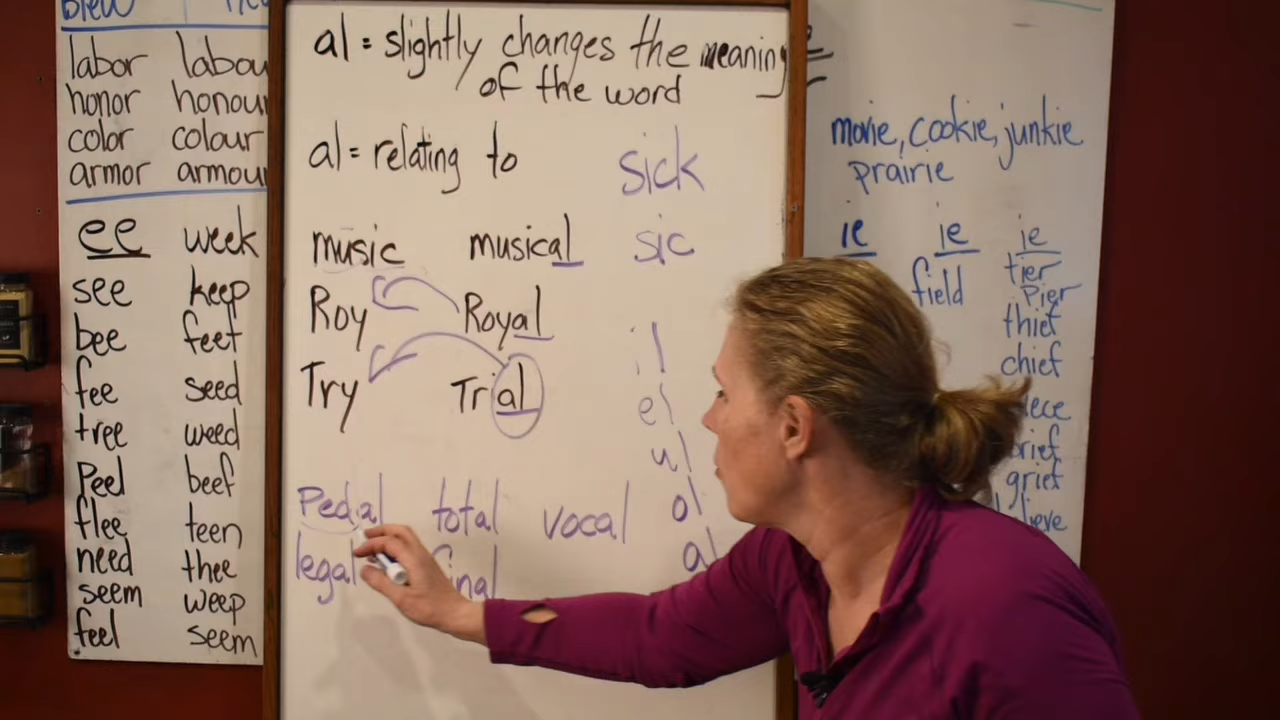 labor labou
honor honour
color colour
armor armour
ee week
see keep
bee feet
fee seed
tree weed
Peel beef
flee teen
need thee
seem weep
feel seem
al = slightly changes the meaning
of the word
al = relating to
sick
music musical sic
Roy Royal
Try Trial
il
el
ul
Pedal total vocal ol
legal al
movie, cookie, junkie
prairie
ie ie ie
field tier
Pier
thief
chief
grief